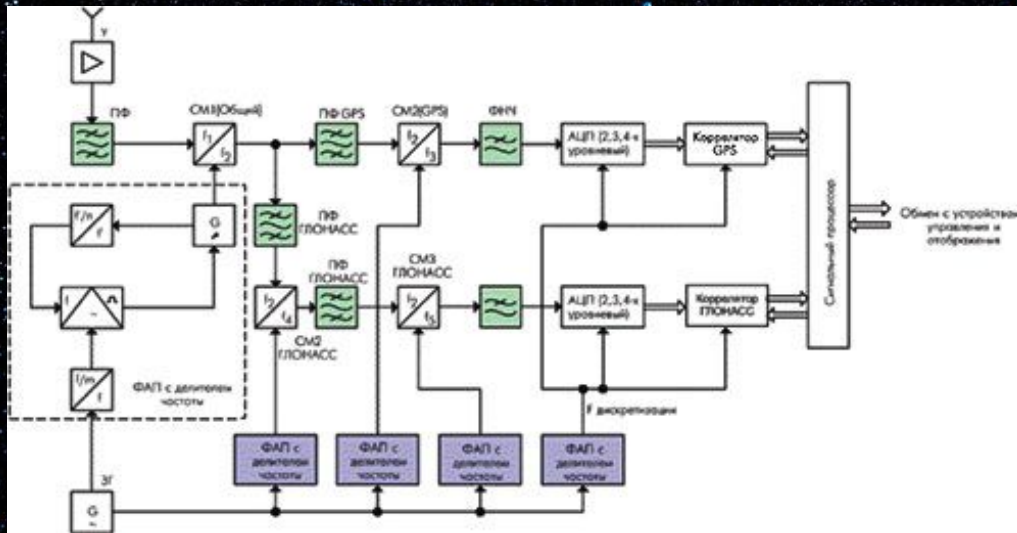 У
ПФ
СМ1(Общий)
ПФ GPS
СМ2(GPS)
ФНЧ
f₁
f₂
f₂
f₃
АЦП (2,3,4-х
уровневый)
Коррелятор
GPS
Сигнальный процессор
Обмен с устройствами
управления и
отображения
f/n
f
G
ПФ
ГЛОНАСС
ПФ
ГЛОНАСС
СМ3
ГЛОНАСС
f₂
f₄
f₂
f₅
АЦП (2,3,4-х
уровневый)
Коррелятор
ГЛОНАСС
СМ2
ГЛОНАСС
f/m
f
ФАП с делителем
частоты
F дискретизации
ФАП с
делителем
частоты
ФАП с
делителем
частоты
ФАП с
делителем
частоты
ФАП с
делителем
частоты
ЗГ
G
~